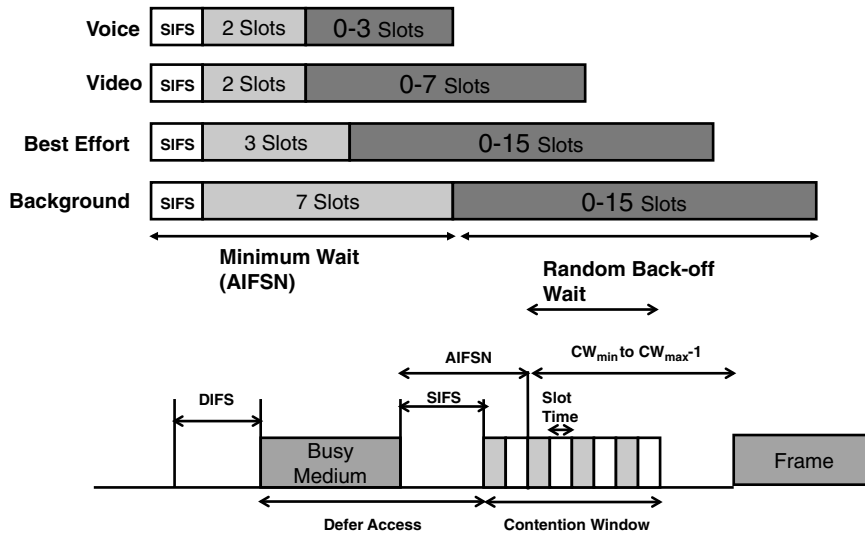 Voice SIFS 2 Slots 0-3 Slots
Video SIFS 2 Slots 0-7 Slots
Best Effort SIFS 3 Slots 0-15 Slots
Background SIFS 7 Slots 0-15 Slots
Minimum Wait
(AIFSN)
Random Back-off
Wait
AIFSN
CWmin to CWmax-1
DIFS
SIFS
Slot
Time
Busy
Medium
Frame
Defer Access
Contention Window